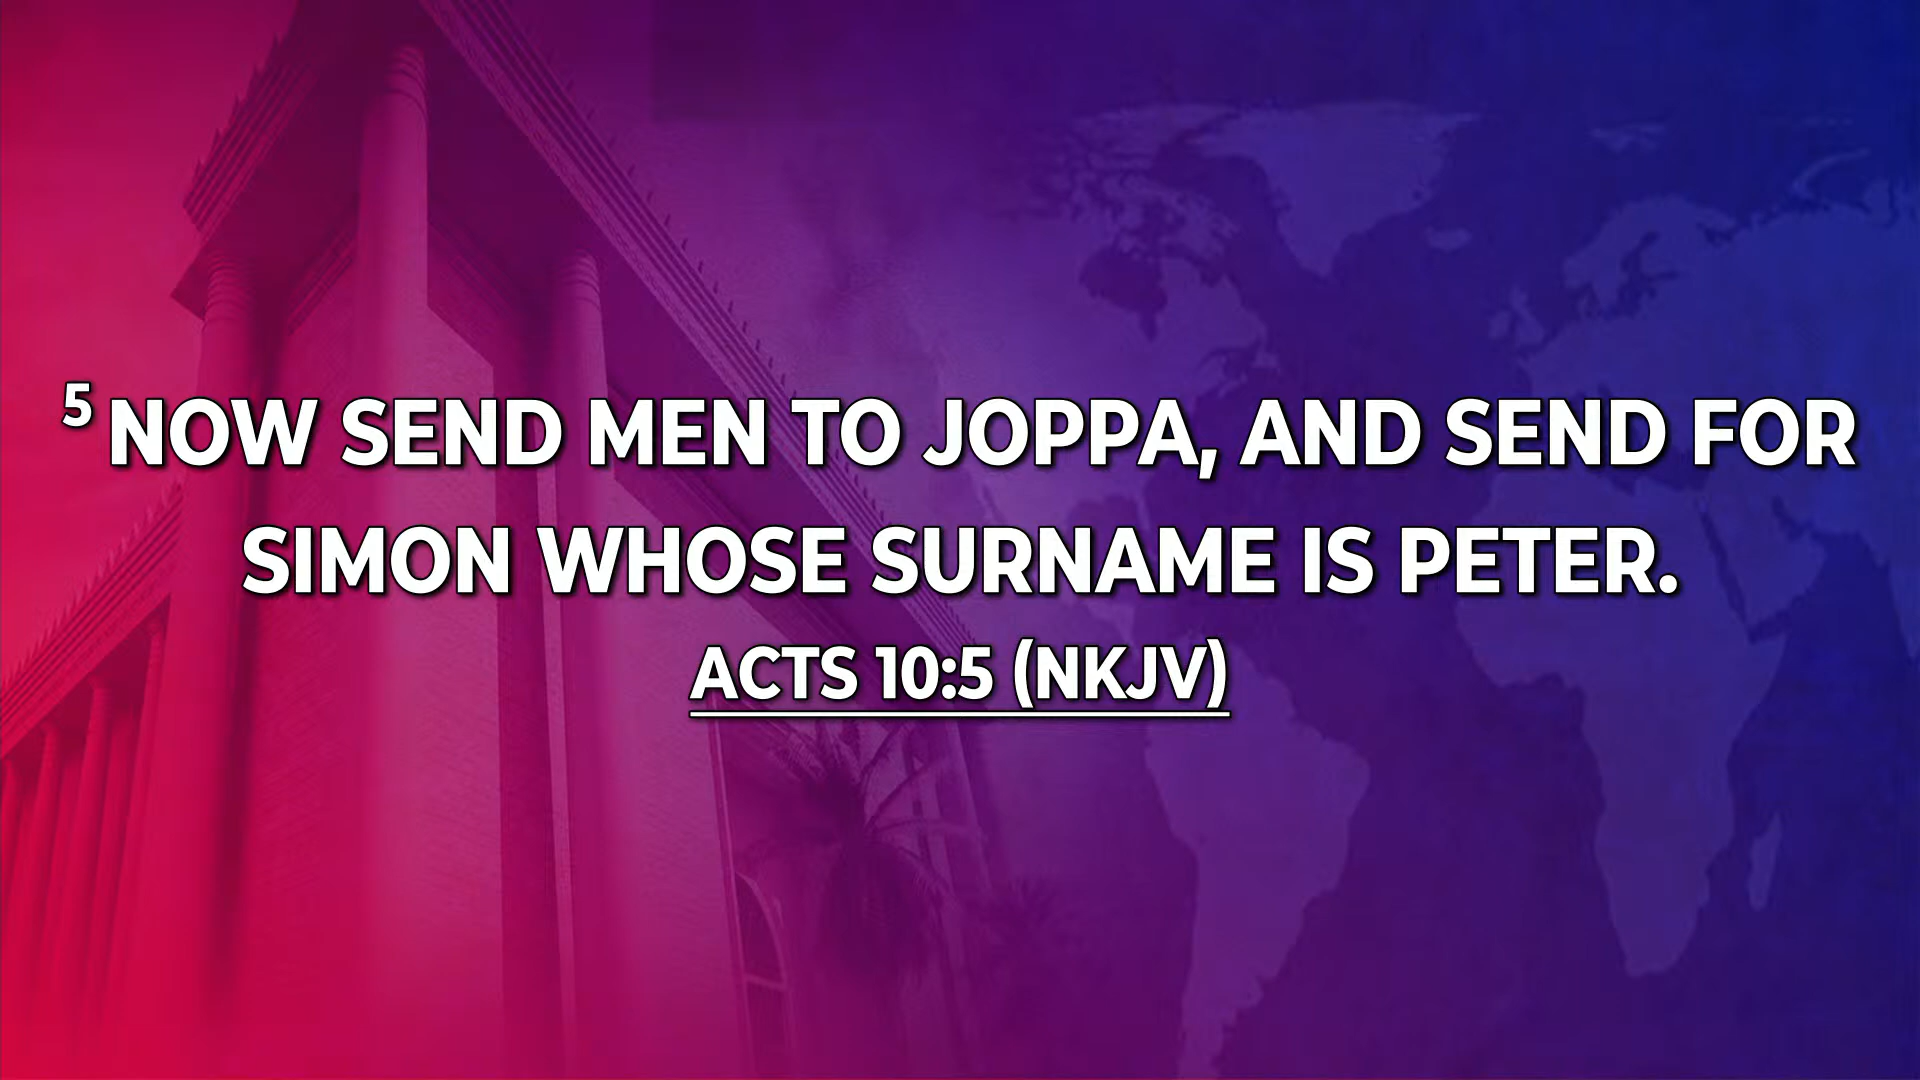 5 NOW SEND MEN TO JOPPA, AND SEND FOR
SIMON WHOSE SURNAME IS PETER.
ACTS 10:5 (NKJV)